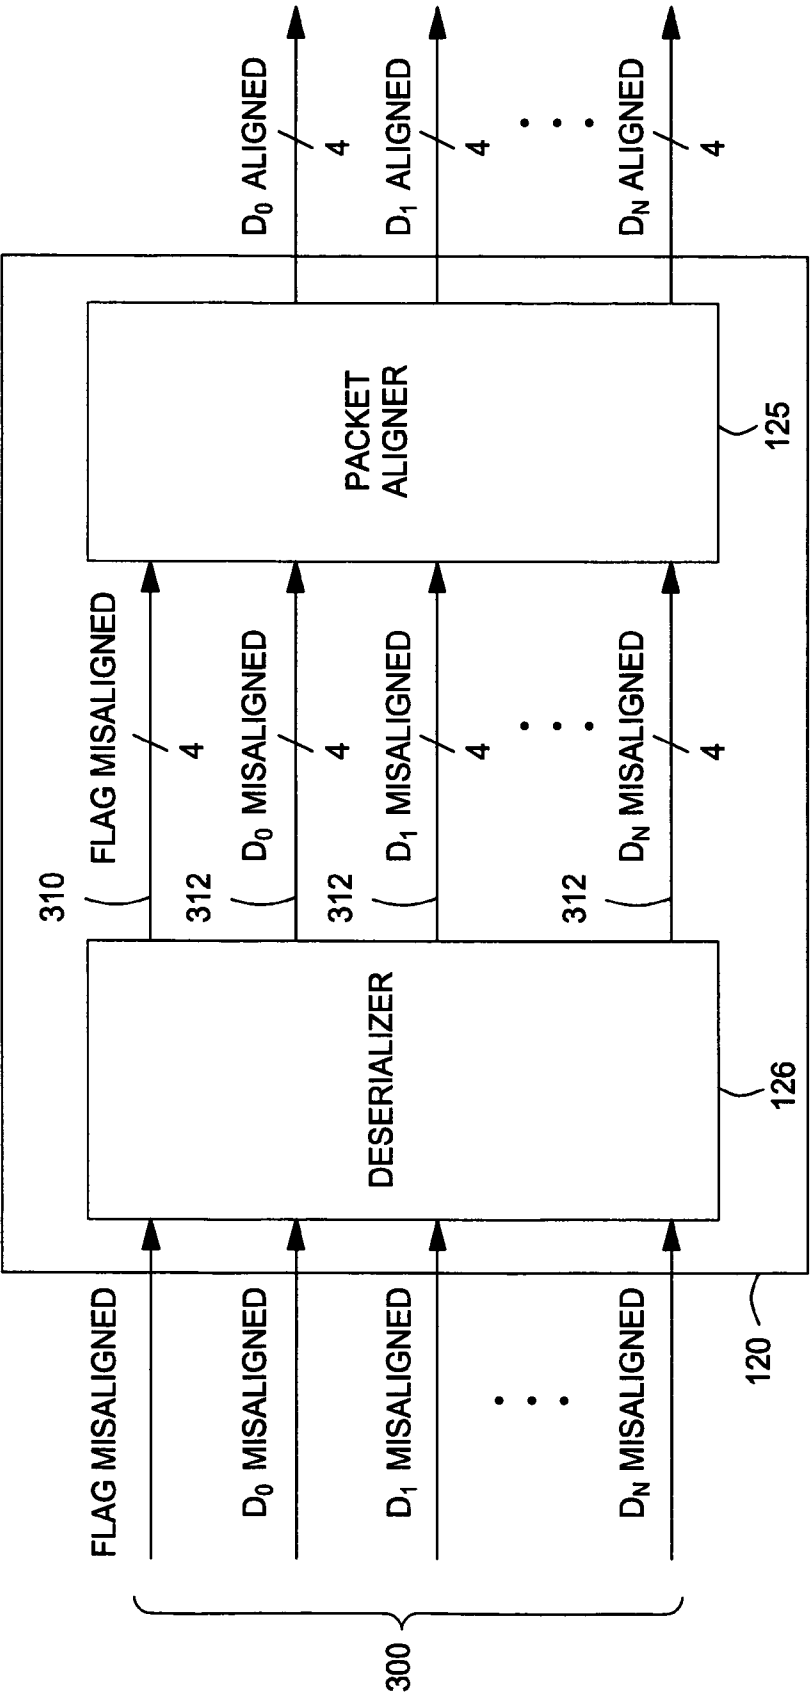 FLAG MISALIGNED
D0 MISALIGNED
D1 MISALIGNED
• • •
DN MISALIGNED
300
120
DESERIALIZER
126
310
FLAG MISALIGNED
4
312
D0 MISALIGNED
4
312
D1 MISALIGNED
4
• • •
312
DN MISALIGNED
4
PACKET
ALIGNER
125
D0 ALIGNED
4
D1 ALIGNED
4
• • •
DN ALIGNED
4